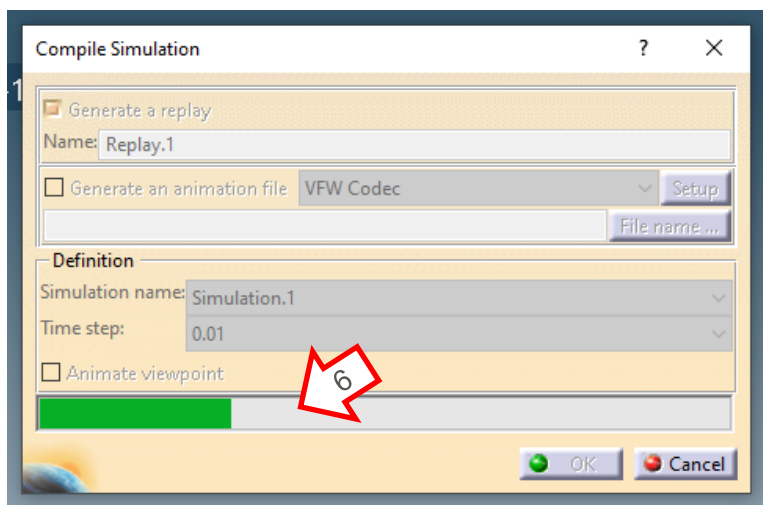 Compile Simulation ? X
1
Generate a replay
Name: Replay.1
Generate an animation file VFW Codec Setup
File name ...
Definition
Simulation name: Simulation.1
Time step: 0.01
Animate viewpoint
6
OK Cancel